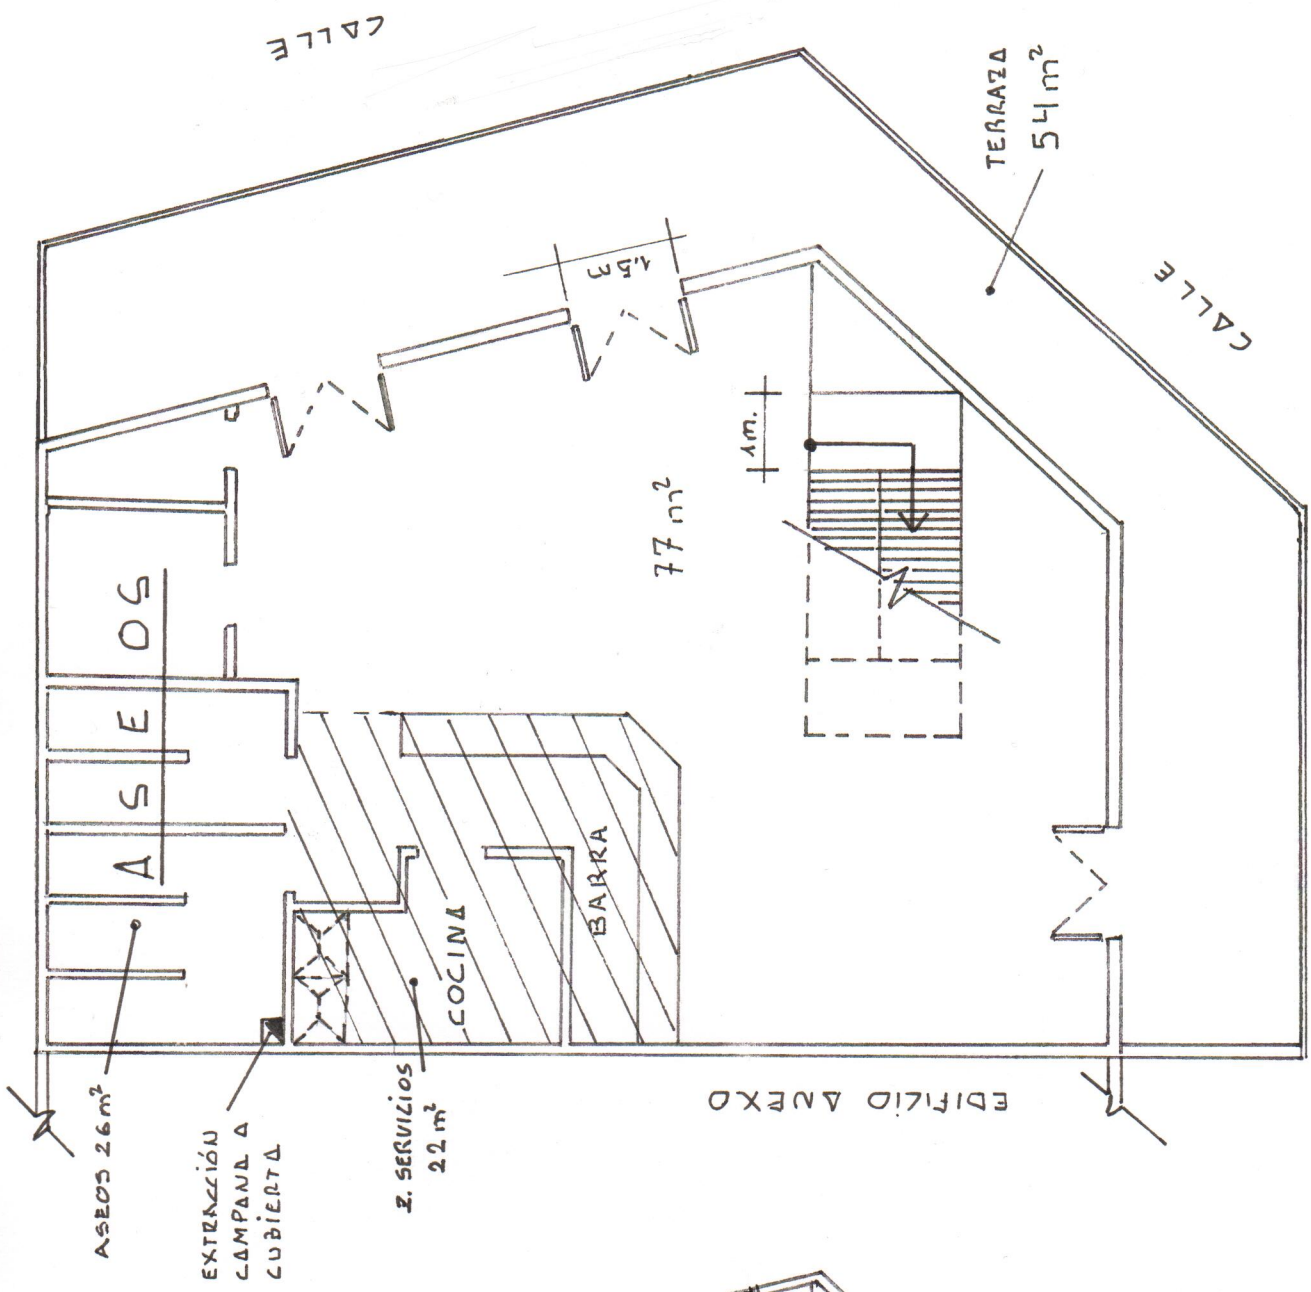 CALLE
TERRAZA
54 m²
1.5 m
CALLE
1 m.
77 m²
ASEOS
BARRA
COCINA
EDIFICIO ANEXO
ASEOS 26 m²
EXTRACCIÓN
CAMPANA A
CUBIERTA
Z. SERVICIOS
22 m²